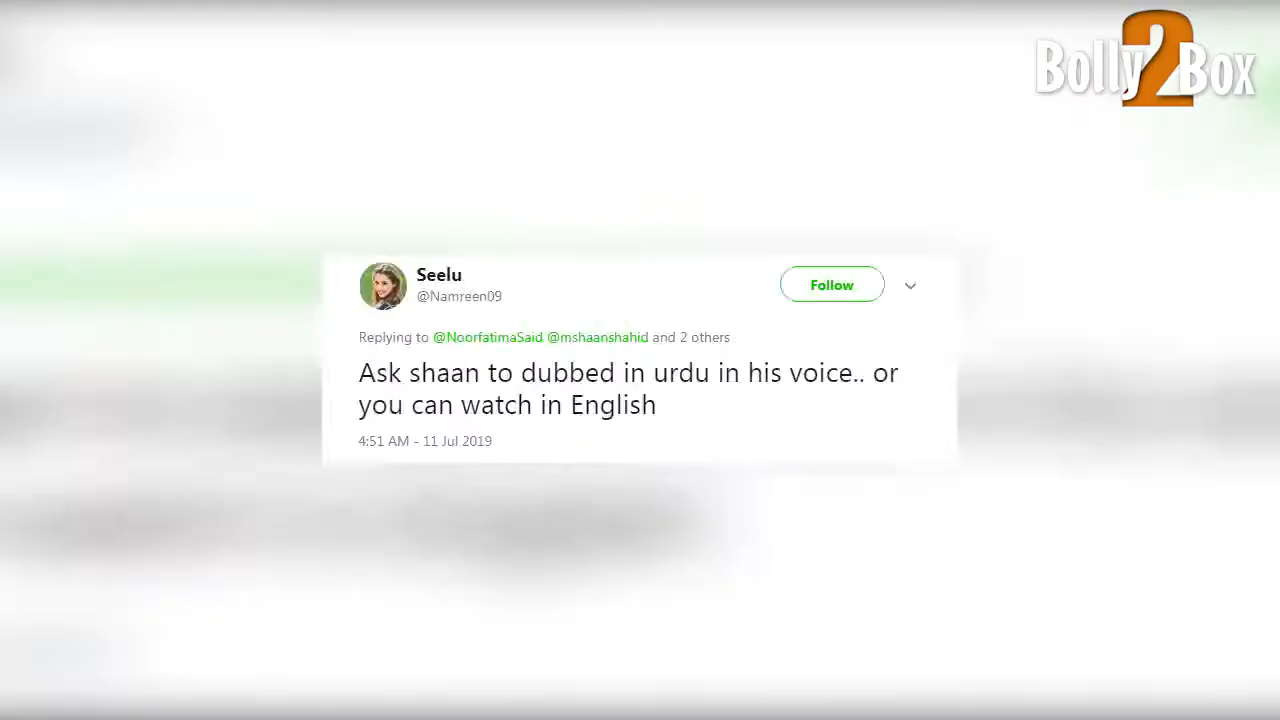 Bolly2Box
Seelu
@Namreen09
Follow
Replying to @NoorfatimaSaid @mshaanshahid and 2 others
Ask shaan to dubbed in urdu in his voice.. or
you can watch in English
4:51 AM - 11 Jul 2019